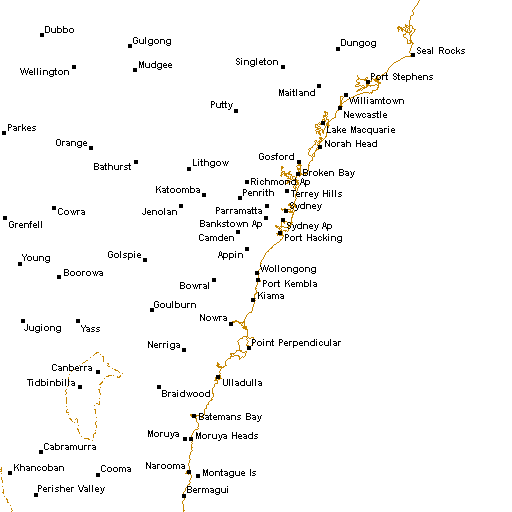 Dubbo
Gulgong
Dungog
Seal Rocks
Wellington
Mudgee
Singleton
Port Stephens
Maitland
Williamtown
Putty
Newcastle
Parkes
Lake Macquarie
Orange
Norah Head
Bathurst
Lithgow
Gosford
Broken Bay
Richmond Ap
Katoomba
Penrith
Terrey Hills
Grenfell
Cowra
Jenolan
Parramatta
Sydney
Bankstown Ap
Sydney Ap
Camden
Port Hacking
Young
Golspie
Appin
Boorowa
Wollongong
Bowral
Port Kembla
Kiama
Goulburn
Jugiong
Yass
Nowra
Nerriga
Point Perpendicular
Canberra
Tidbinbilla
Ulladulla
Braidwood
Batemans Bay
Moruya
Moruya Heads
Cabramurra
Khancoban
Cooma
Narooma
Montague Is
Perisher Valley
Bermagui